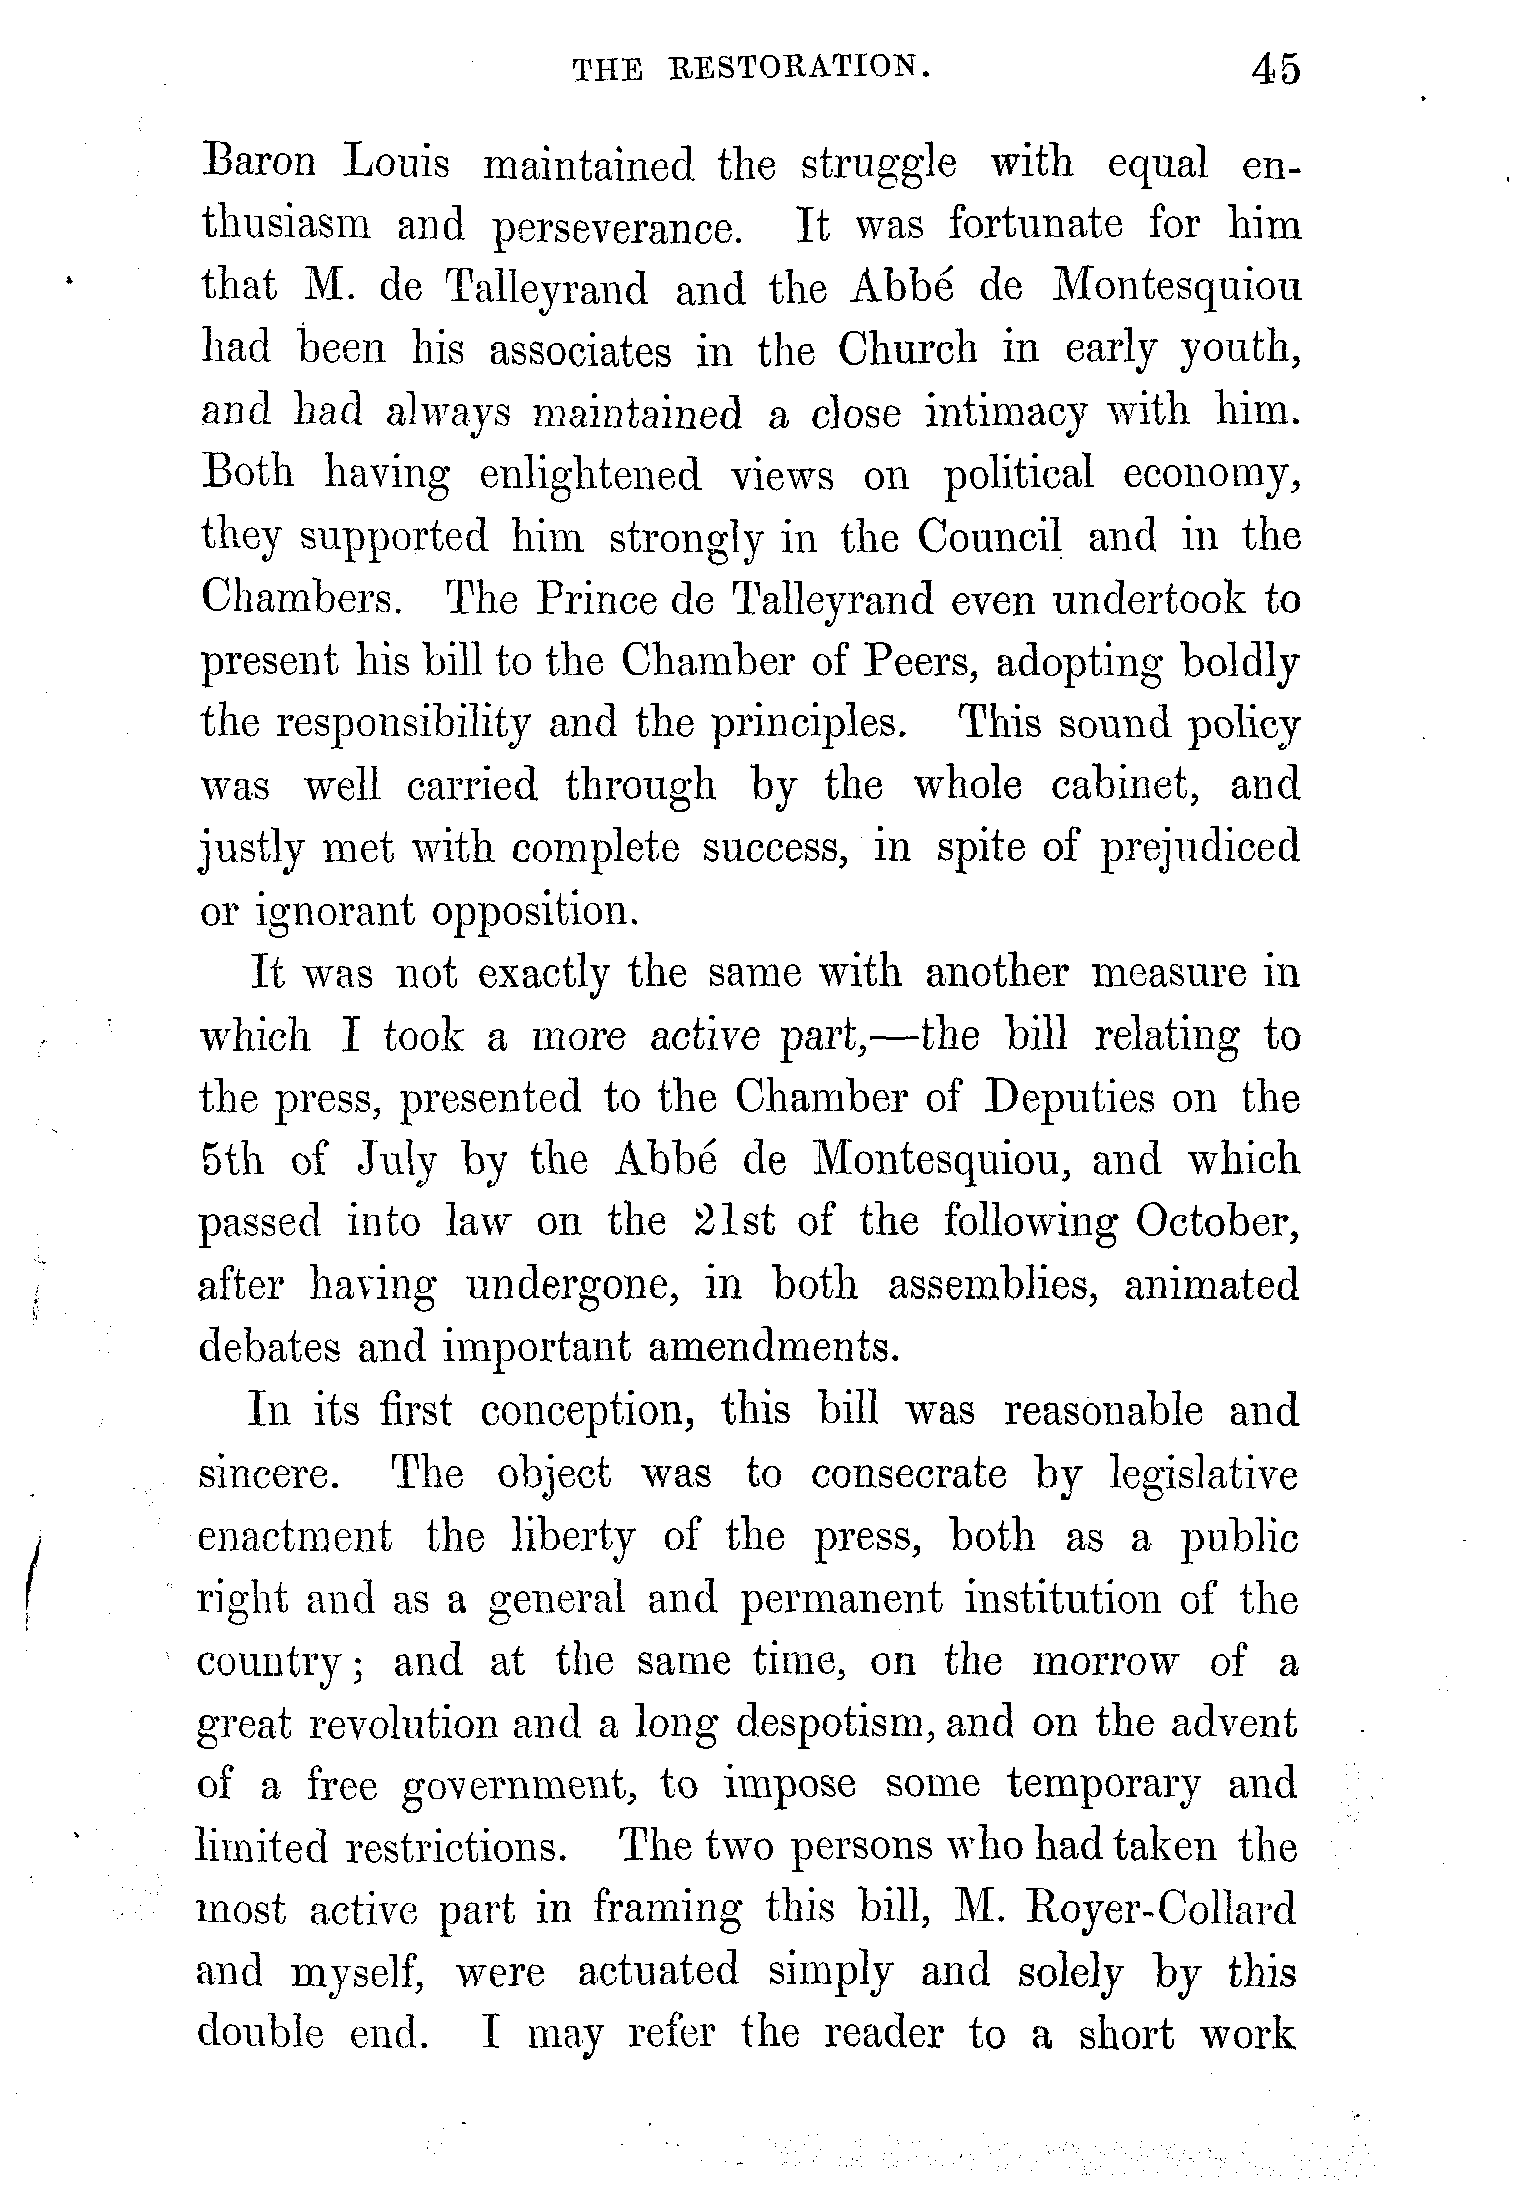 THE RESTORATION. 45
Baron Louis maintained the struggle with equal en-
thusiasm and perseverance. It was fortunate for him
that M. de Talleyrand and the Abbé de Montesquiou
had been his associates in the Church in early youth,
and had always maintained a close intimacy with him.
Both having enlightened views on political economy,
they supported him strongly in the Council and in the
Chambers. The Prince de Talleyrand even undertook to
present his bill to the Chamber of Peers, adopting boldly
the responsibility and the principles. This sound policy
was well carried through by the whole cabinet, and
justly met with complete success, in spite of prejudiced
or ignorant opposition.
It was not exactly the same with another measure in
which I took a more active part,—the bill relating to
the press, presented to the Chamber of Deputies on the
5th of July by the Abbé de Montesquiou, and which
passed into law on the 21st of the following October,
after having undergone, in both assemblies, animated
debates and important amendments.
In its first conception, this bill was reasonable and
sincere. The object was to consecrate by legislative
enactment the liberty of the press, both as a public
right and as a general and permanent institution of the
country; and at the same time, on the morrow of a
great revolution and a long despotism, and on the advent
of a free government, to impose some temporary and
limited restrictions. The two persons who had taken the
most active part in framing this bill, M. Royer-Collard
and myself, were actuated simply and solely by this
double end. I may refer the reader to a short work